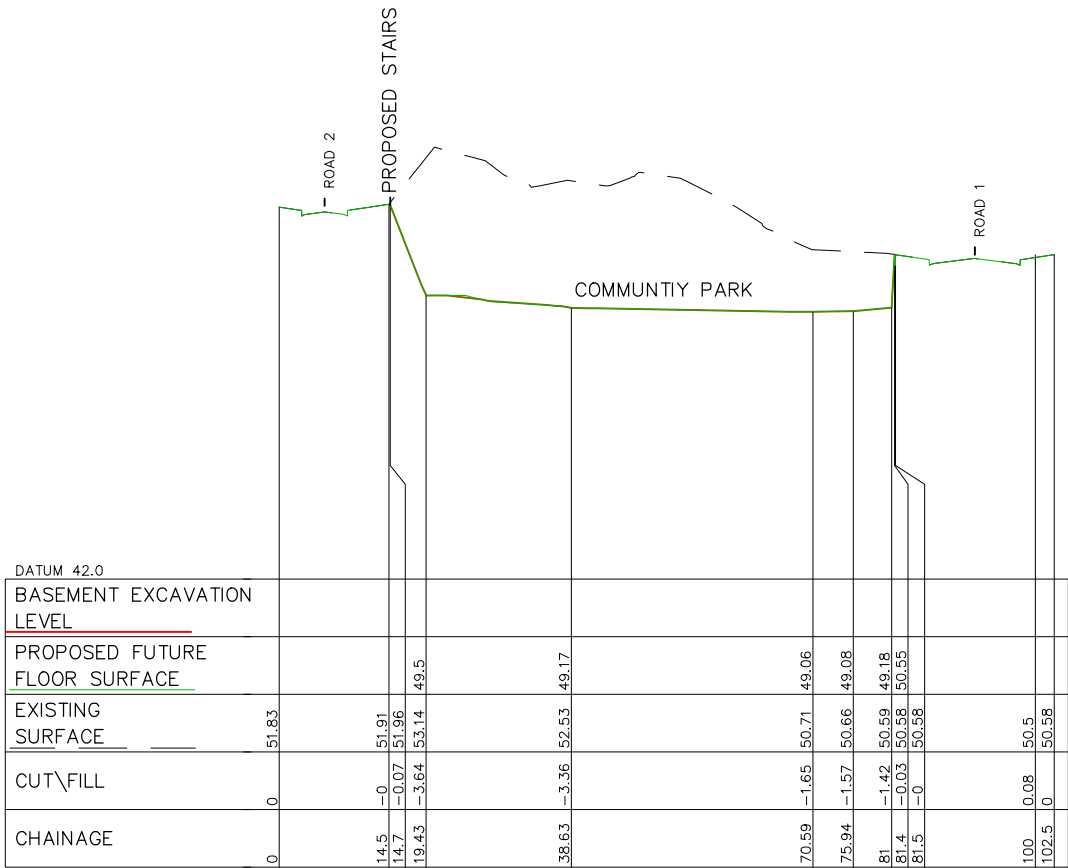 PROPOSED STAIRS
ROAD 2
ROAD 1
COMMUNTIY PARK
DATUM 42.0
BASEMENT EXCAVATION
LEVEL
PROPOSED FUTURE
FLOOR SURFACE
49.5 49.17 49.06 49.08 49.18 50.55
EXISTING
SURFACE
51.83 51.91 51.96 53.14 52.53 50.71 50.66 50.59 50.58 50.58 50.5 50.58
CUT\FILL
0 -0 -0.07 -3.64 -3.36 -1.65 -1.57 -1.42 -0.03 -0 0.08 0
CHAINAGE
0 14.5 14.7 19.43 38.63 70.59 75.94 81 81.4 81.5 100 102.5